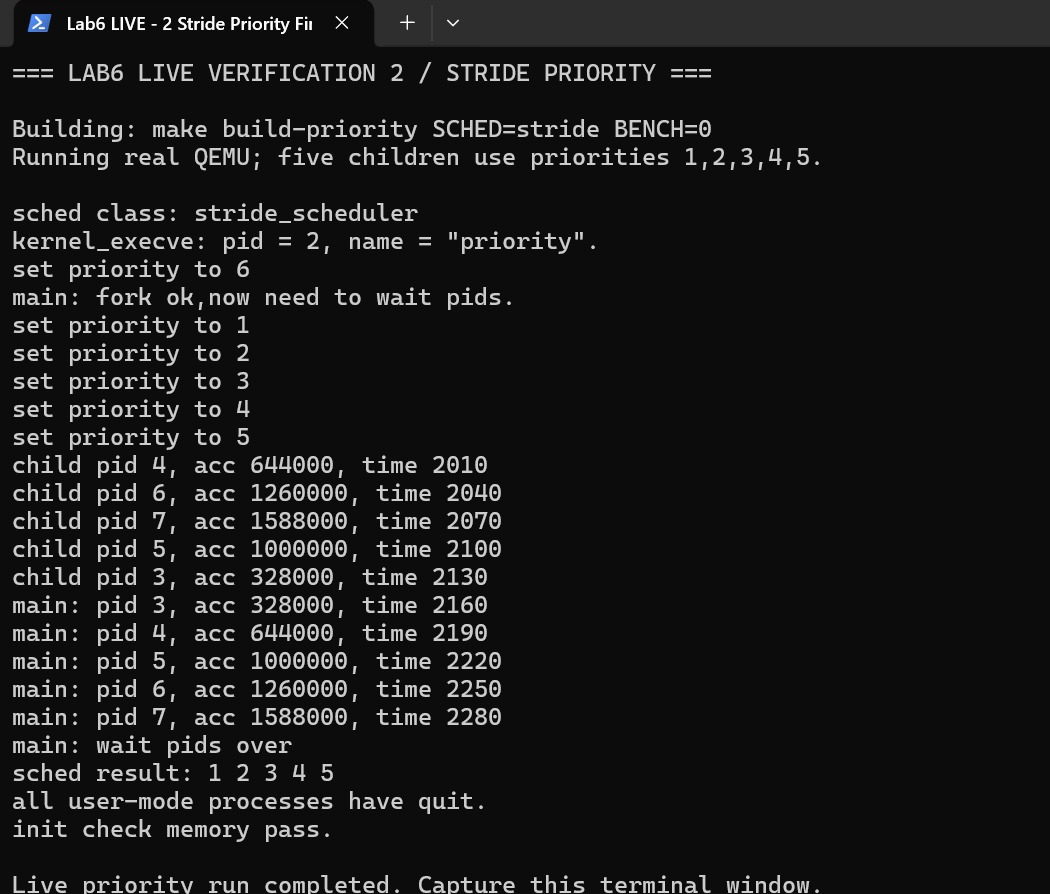 Lab6 LIVE - 2 Stride Priority Fi
=== LAB6 LIVE VERIFICATION 2 / STRIDE PRIORITY ===
Building: make build-priority SCHED=stride BENCH=0
Running real QEMU; five children use priorities 1,2,3,4,5.
sched class: stride_scheduler
kernel_execve: pid = 2, name = "priority".
set priority to 6
main: fork ok,now need to wait pids.
set priority to 1
set priority to 2
set priority to 3
set priority to 4
set priority to 5
child pid 4, acc 644000, time 2010
child pid 6, acc 1260000, time 2040
child pid 7, acc 1588000, time 2070
child pid 5, acc 1000000, time 2100
child pid 3, acc 328000, time 2130
main: pid 3, acc 328000, time 2160
main: pid 4, acc 644000, time 2190
main: pid 5, acc 1000000, time 2220
main: pid 6, acc 1260000, time 2250
main: pid 7, acc 1588000, time 2280
main: wait pids over
sched result: 1 2 3 4 5
all user-mode processes have quit.
init check memory pass.
Live priority run completed. Capture this terminal window.